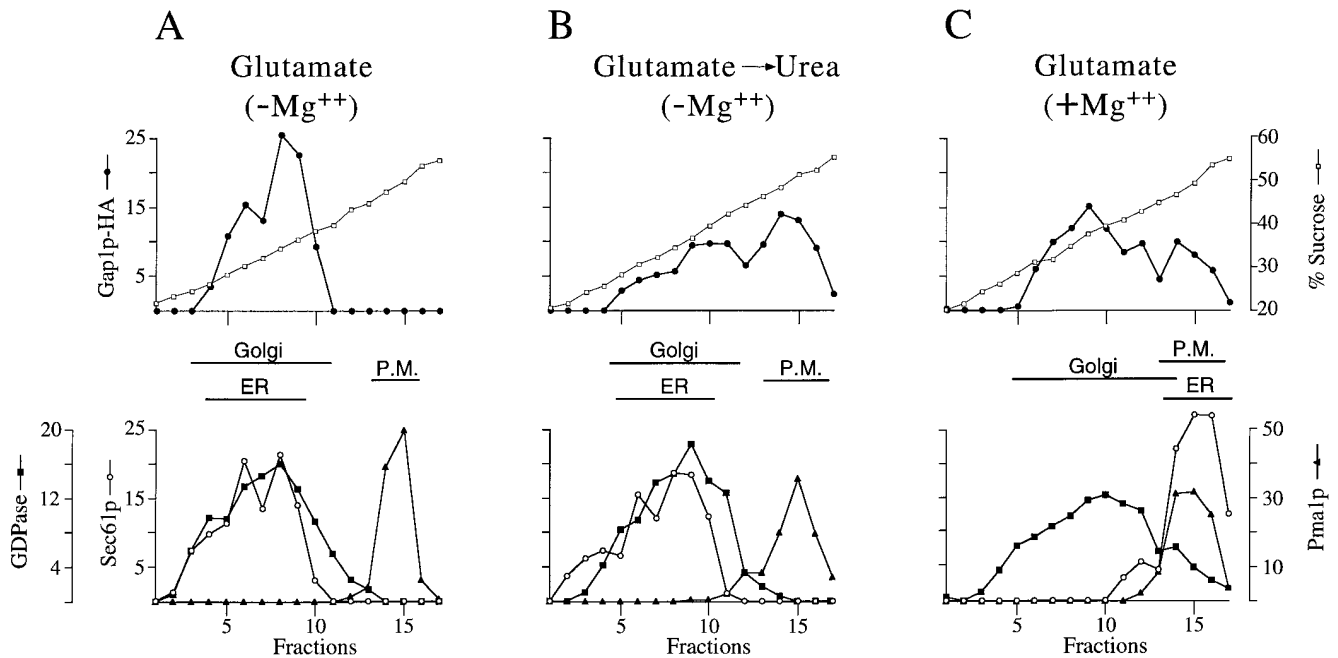 A B C
Glutamate Glutamate → Urea Glutamate
(-Mg++) (-Mg++) (+Mg++)
Gap1p-HA
25
15
5
60
50
40
30
20
% Sucrose
Golgi
P.M.
ER
Golgi
P.M.
ER
P.M.
Golgi
ER
GDPase
20
12
4
Sec61p
25
15
5
50
30
10
Pma1p
5 10 15 5 10 15 5 10 15
Fractions Fractions Fractions